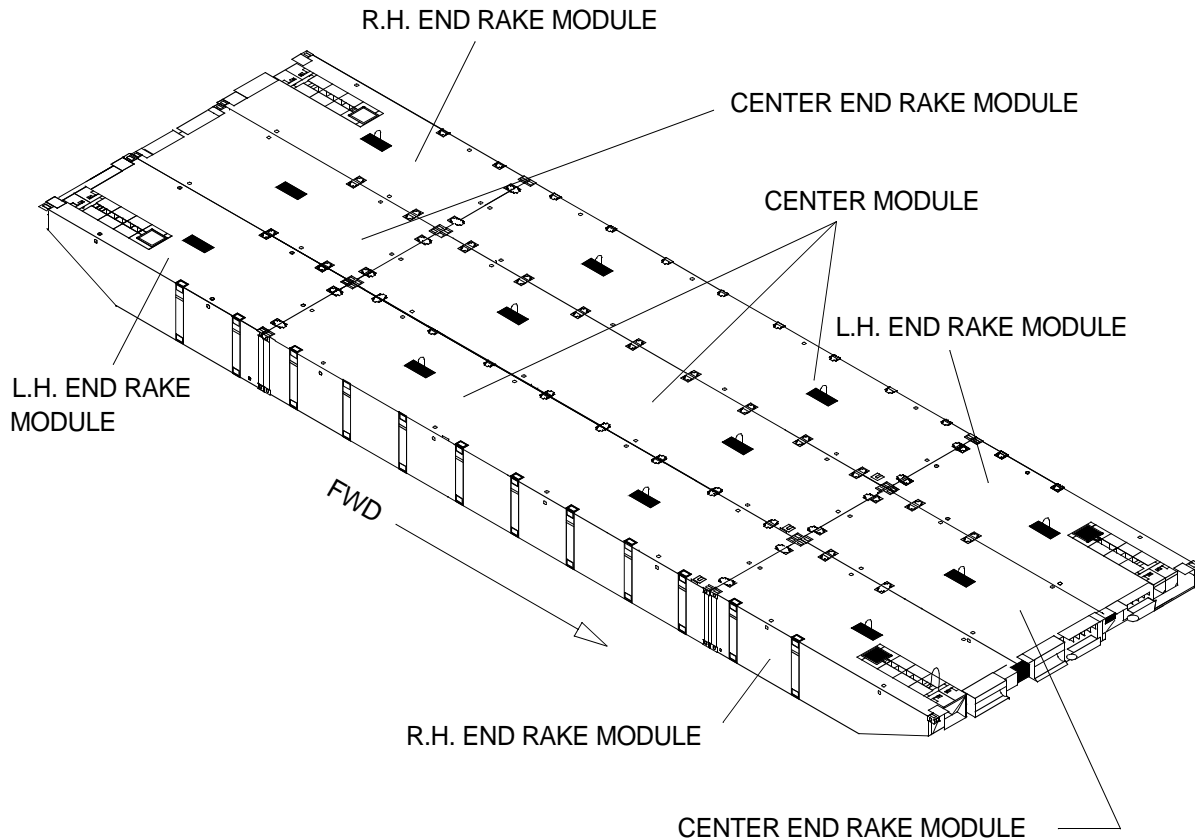 R.H. END RAKE MODULE
CENTER END RAKE MODULE
CENTER MODULE
L.H. END RAKE MODULE
L.H. END RAKE
MODULE
FWD
R.H. END RAKE MODULE
CENTER END RAKE MODULE